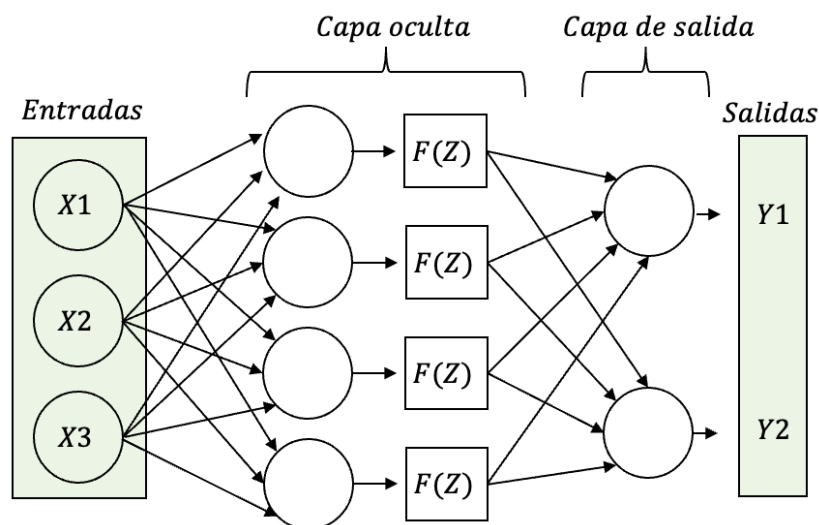 Capa oculta
Capa de salida
Entradas
Salidas
X1
X2
X3
F(Z)
F(Z)
F(Z)
F(Z)
Y1
Y2